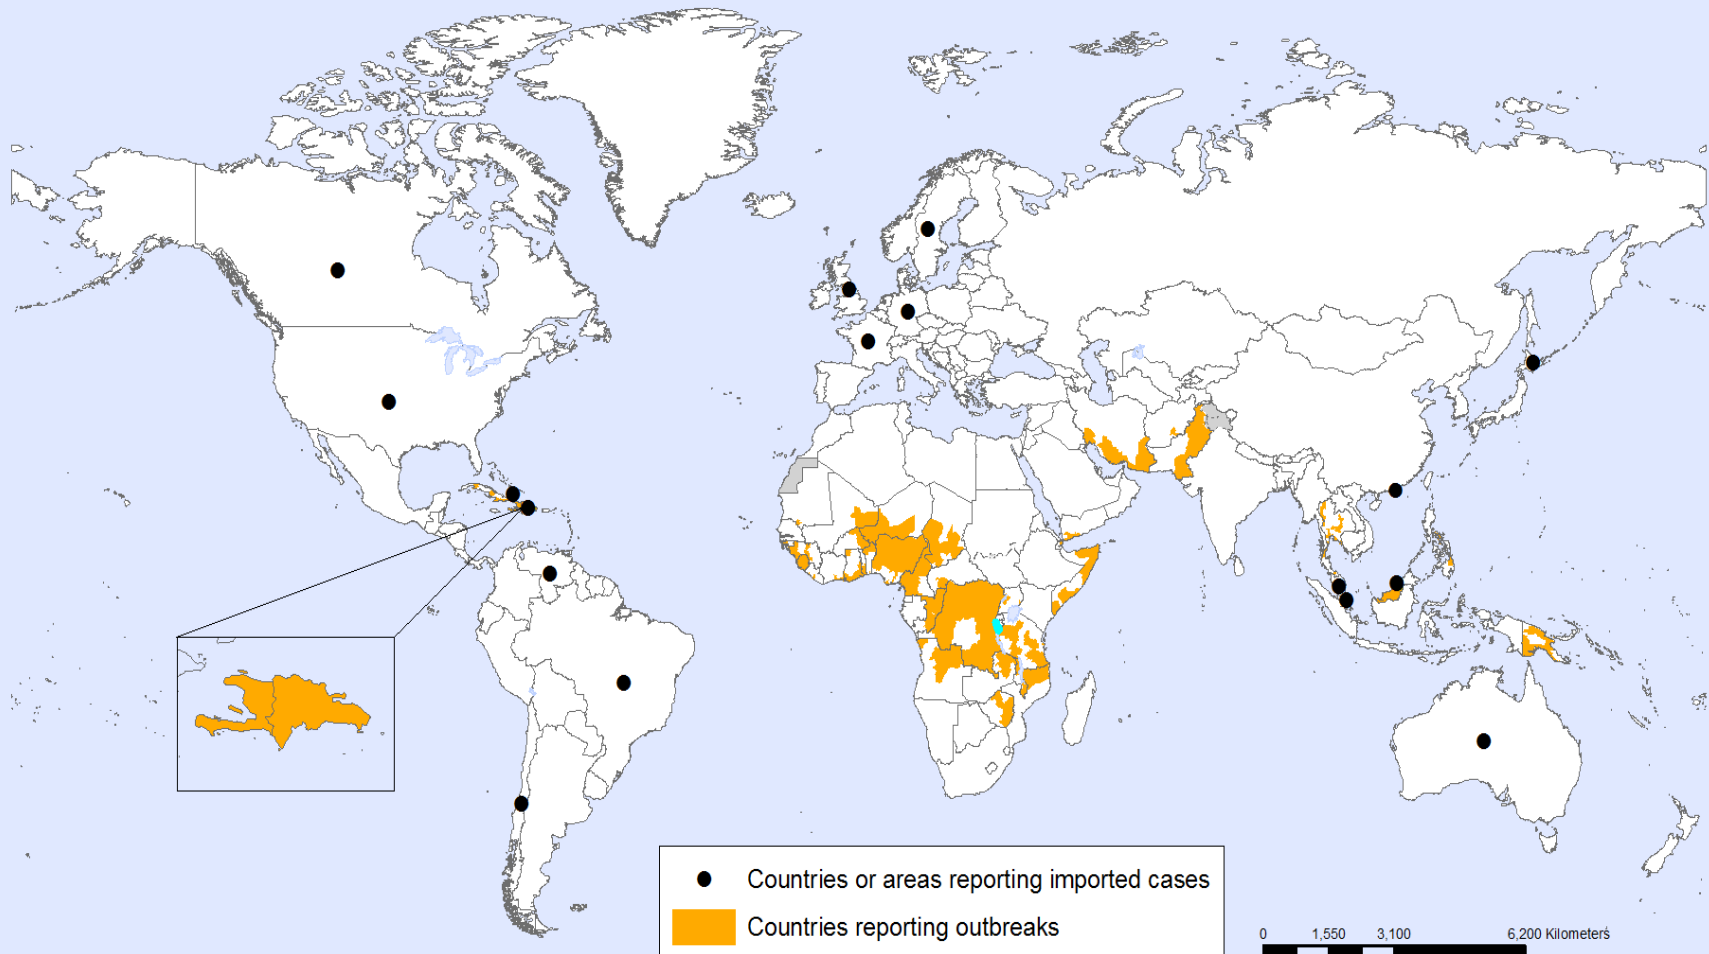 Countries or areas reporting imported cases
Countries reporting outbreaks
0 1,550 3,100 6,200 Kilometers